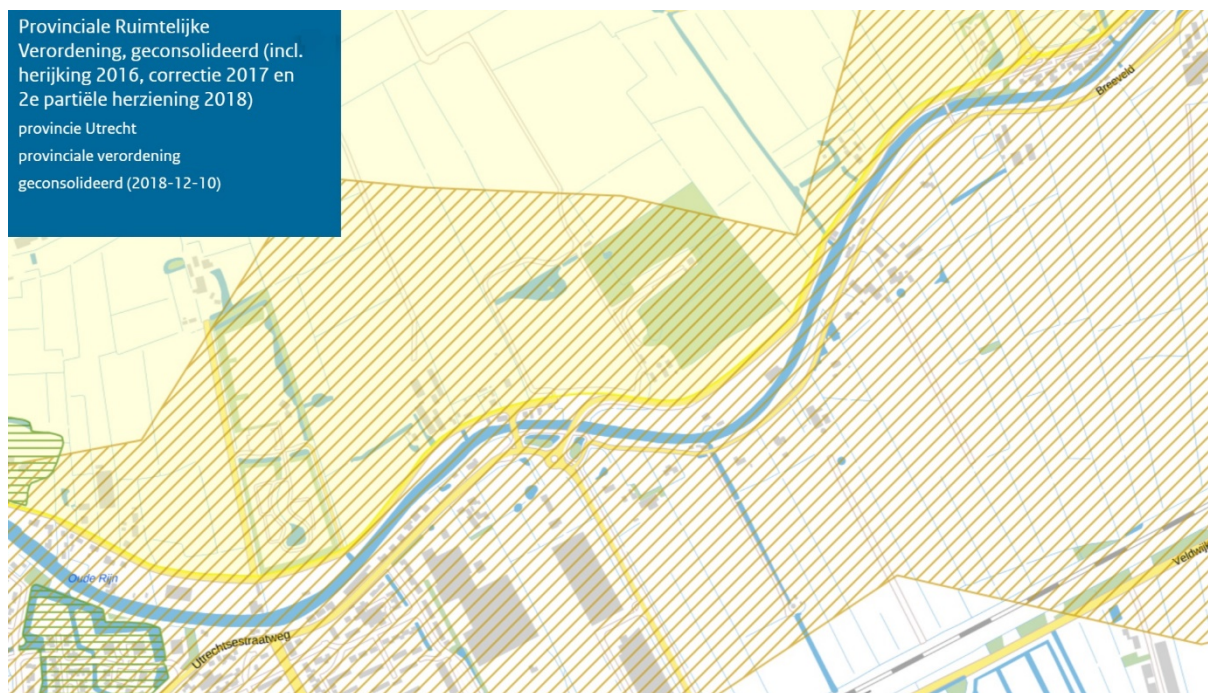 Provinciale Ruimtelijke
Verordening, geconsolideerd (incl.
herijking 2016, correctie 2017 en
2e partiële herziening 2018)
provincie Utrecht
provinciale verordening
geconsolideerd (2018-12-10)
Breeveld
Veldwijk
Oude Rijn
Utrechtsestraatweg